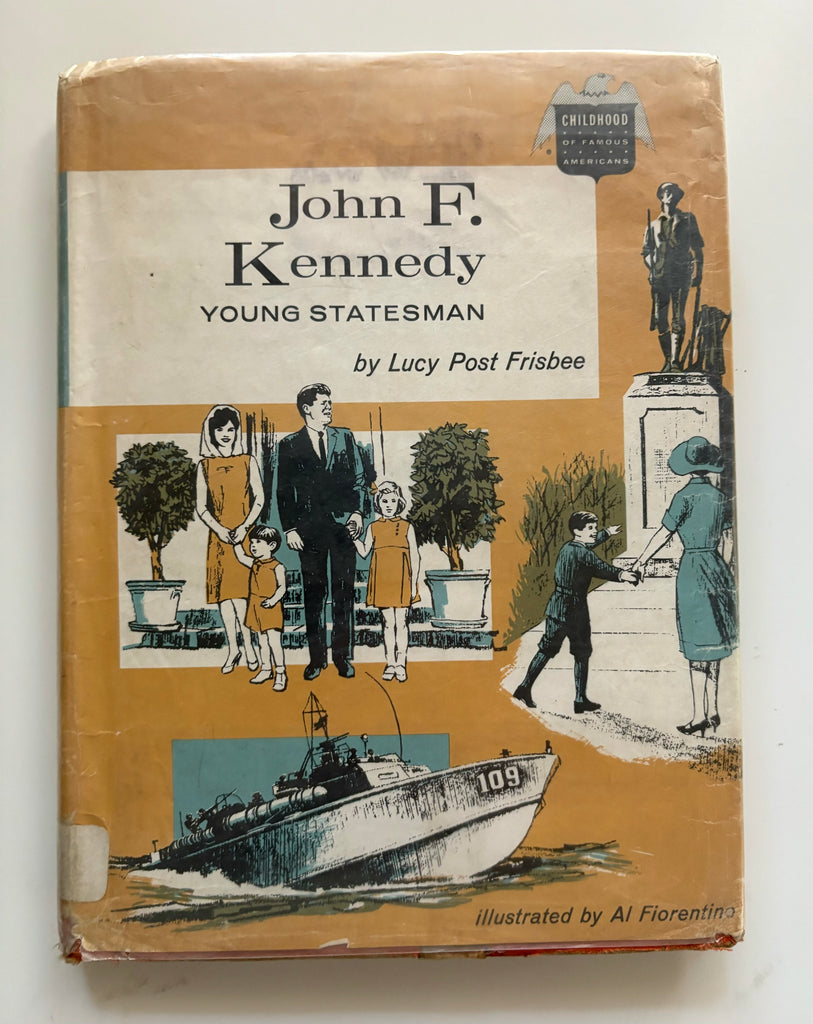 CHILDHOOD
OF FAMOUS
AMERICANS
John F.
Kennedy
YOUNG STATESMAN
by Lucy Post Frisbee
109
illustrated by Al Fiorentino